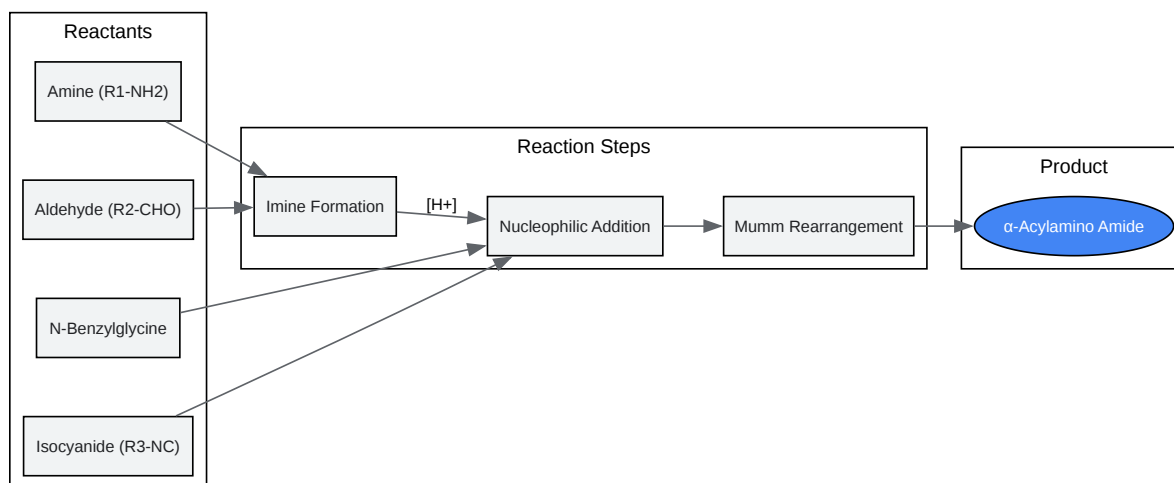 Reactants
Amine (R1-NH2)
Aldehyde (R2-CHO)
N-Benzylglycine
Isocyanide (R3-NC)
Reaction Steps
Imine Formation
[H+]
Nucleophilic Addition
Mumm Rearrangement
Product
α-Acylamino Amide